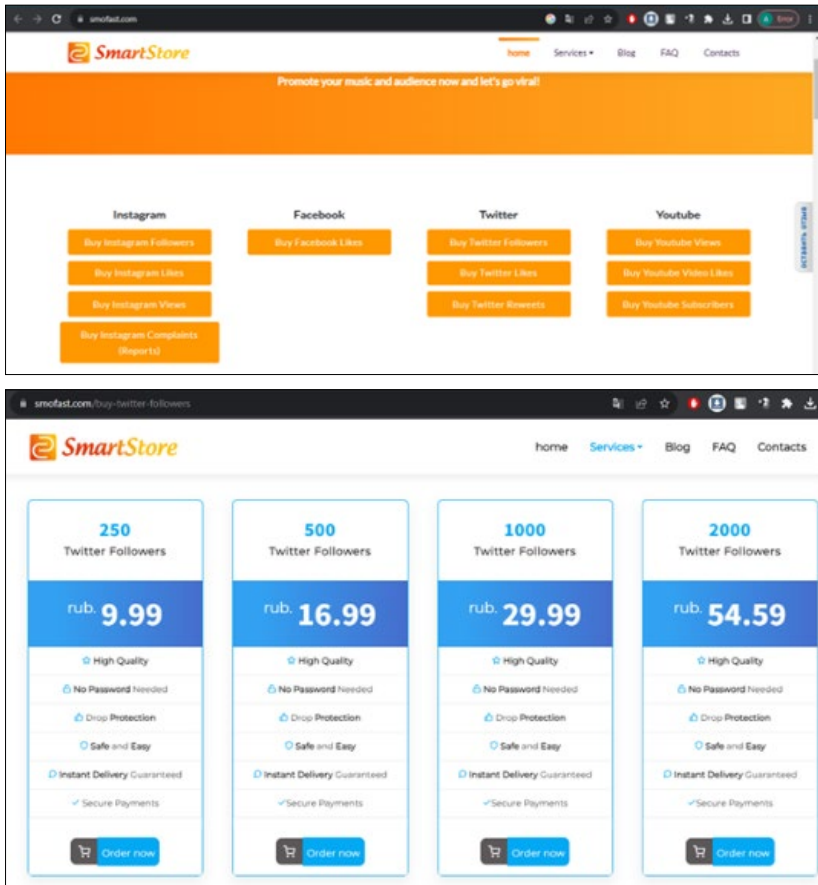 smofast.com
Error
SmartStore
home Services Blog FAQ Contacts
Promote your music and audience now and let's go viral!
Instagram Facebook Twitter Youtube
Buy Instagram Followers Buy Facebook Likes Buy Twitter Followers Buy Youtube Views
Buy Instagram Likes Buy Twitter Likes Buy Youtube Video Likes
Buy Instagram Views Buy Twitter Reweets Buy Youtube Subscribers
Buy Instagram Complaints
(Reports)
ОСТАВИТЬ ОТЗЫВ
smofast.com/buy-twitter-followers
SmartStore
home Services Blog FAQ Contacts
250 500 1000 2000
Twitter Followers Twitter Followers Twitter Followers Twitter Followers
rub. 9.99 rub. 16.99 rub. 29.99 rub. 54.59
High Quality High Quality High Quality High Quality
No Password Needed No Password Needed No Password Needed No Password Needed
Drop Protection Drop Protection Drop Protection Drop Protection
Safe and Easy Safe and Easy Safe and Easy Safe and Easy
Instant Delivery Guaranteed Instant Delivery Guaranteed Instant Delivery Guaranteed Instant Delivery Guaranteed
Secure Payments Secure Payments Secure Payments Secure Payments
Order now Order now Order now Order now